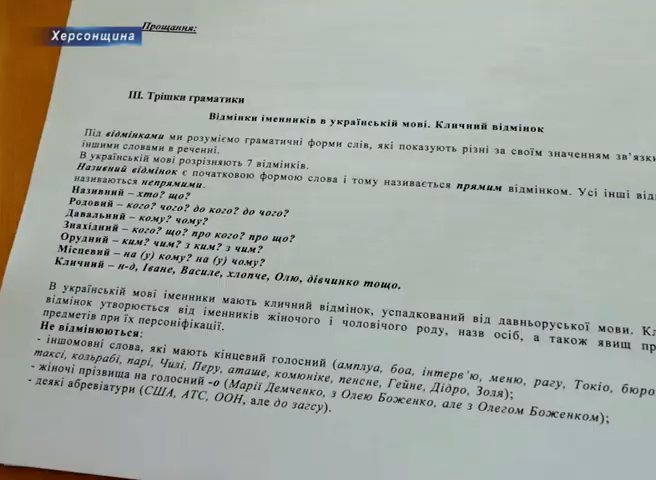 Херсонщина
Прощання:
III. Трішки граматики
Відмінки іменників в українській мові. Кличний відмінок
Під відмінками ми розуміємо граматичні форми слів, які показують різні за своїм значенням зв'язки
іншими словами в реченні.
В українській мові розрізняють 7 відмінків.
Називний відмінок є початковою формою слова і тому називається прямим відмінком. Усі інші
називаються непрямими.
Називний – хто? що?
Родовий – кого? чого? до кого? до чого?
Давальний – кому? чому?
Знахідний – кого? що? про кого? про що?
Орудний – ким? чим? з ким? з чим?
Місцевий – на (у) кому? на (у) чому?
Кличний – н-д, Іване, Василе, хлопче, Олю, дівчинко тощо.
В українській мові іменники мають кличний відмінок, успадкований від давньоруської мови.
відмінок утворюється від іменників жіночого і чоловічого роду, назв осіб, а також явищ
предметів при їх персоніфікації.
Не відмінюються:
- іншомовні слова, які мають кінцевий голосний (амплуа, боа, інтерв'ю, меню, рагу, Токіо, бюро
таксі, кольрабі, парі, Чилі, Перу, аташе, комюніке, пенсне, Гейне, Дідро, Золя);
- жіночі прізвища на голосний -о (Марії Демченко, з Олею Боженко, але з Олегом Боженком);
- деякі абревіатури (США, АТС, ООН, але до загсу).